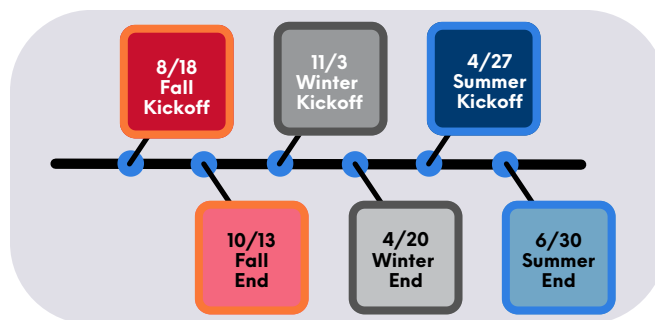 8/18
Fall
Kickoff
11/3
Winter
Kickoff
4/27
Summer
Kickoff
10/13
Fall
End
4/20
Winter
End
6/30
Summer
End